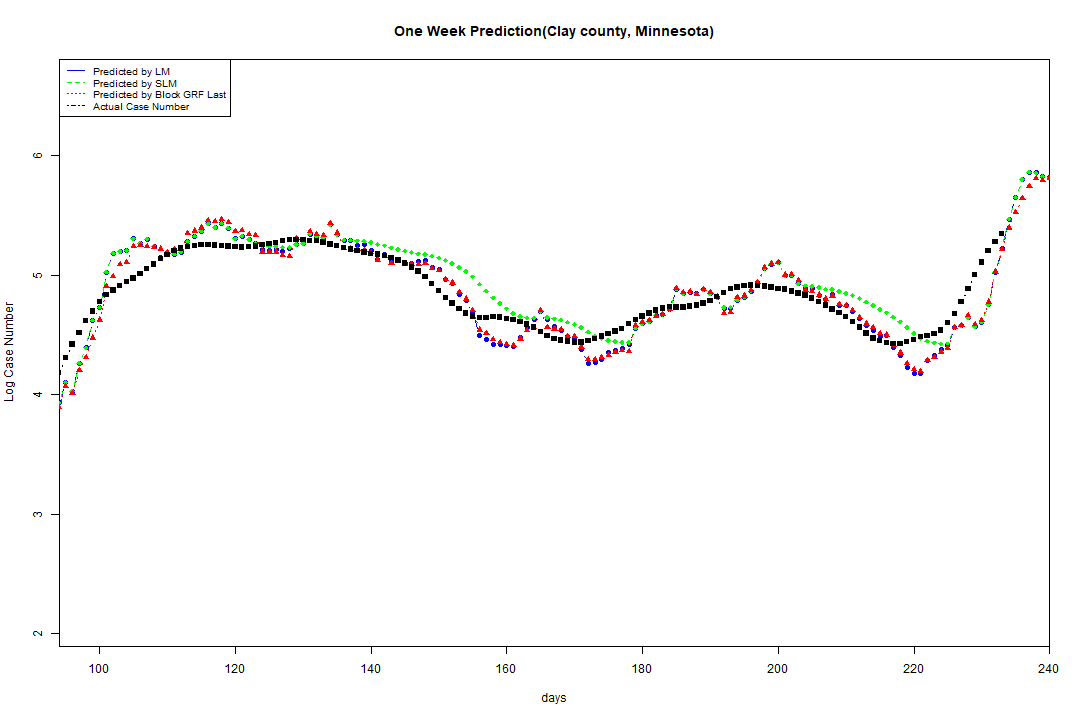 One Week Prediction(Clay county, Minnesota)
Predicted by LM
Predicted by SLM
Predicted by Block GRF Last
Actual Case Number
Log Case Number
6
5
4
3
2
100 120 140 160 180 200 220 240
days